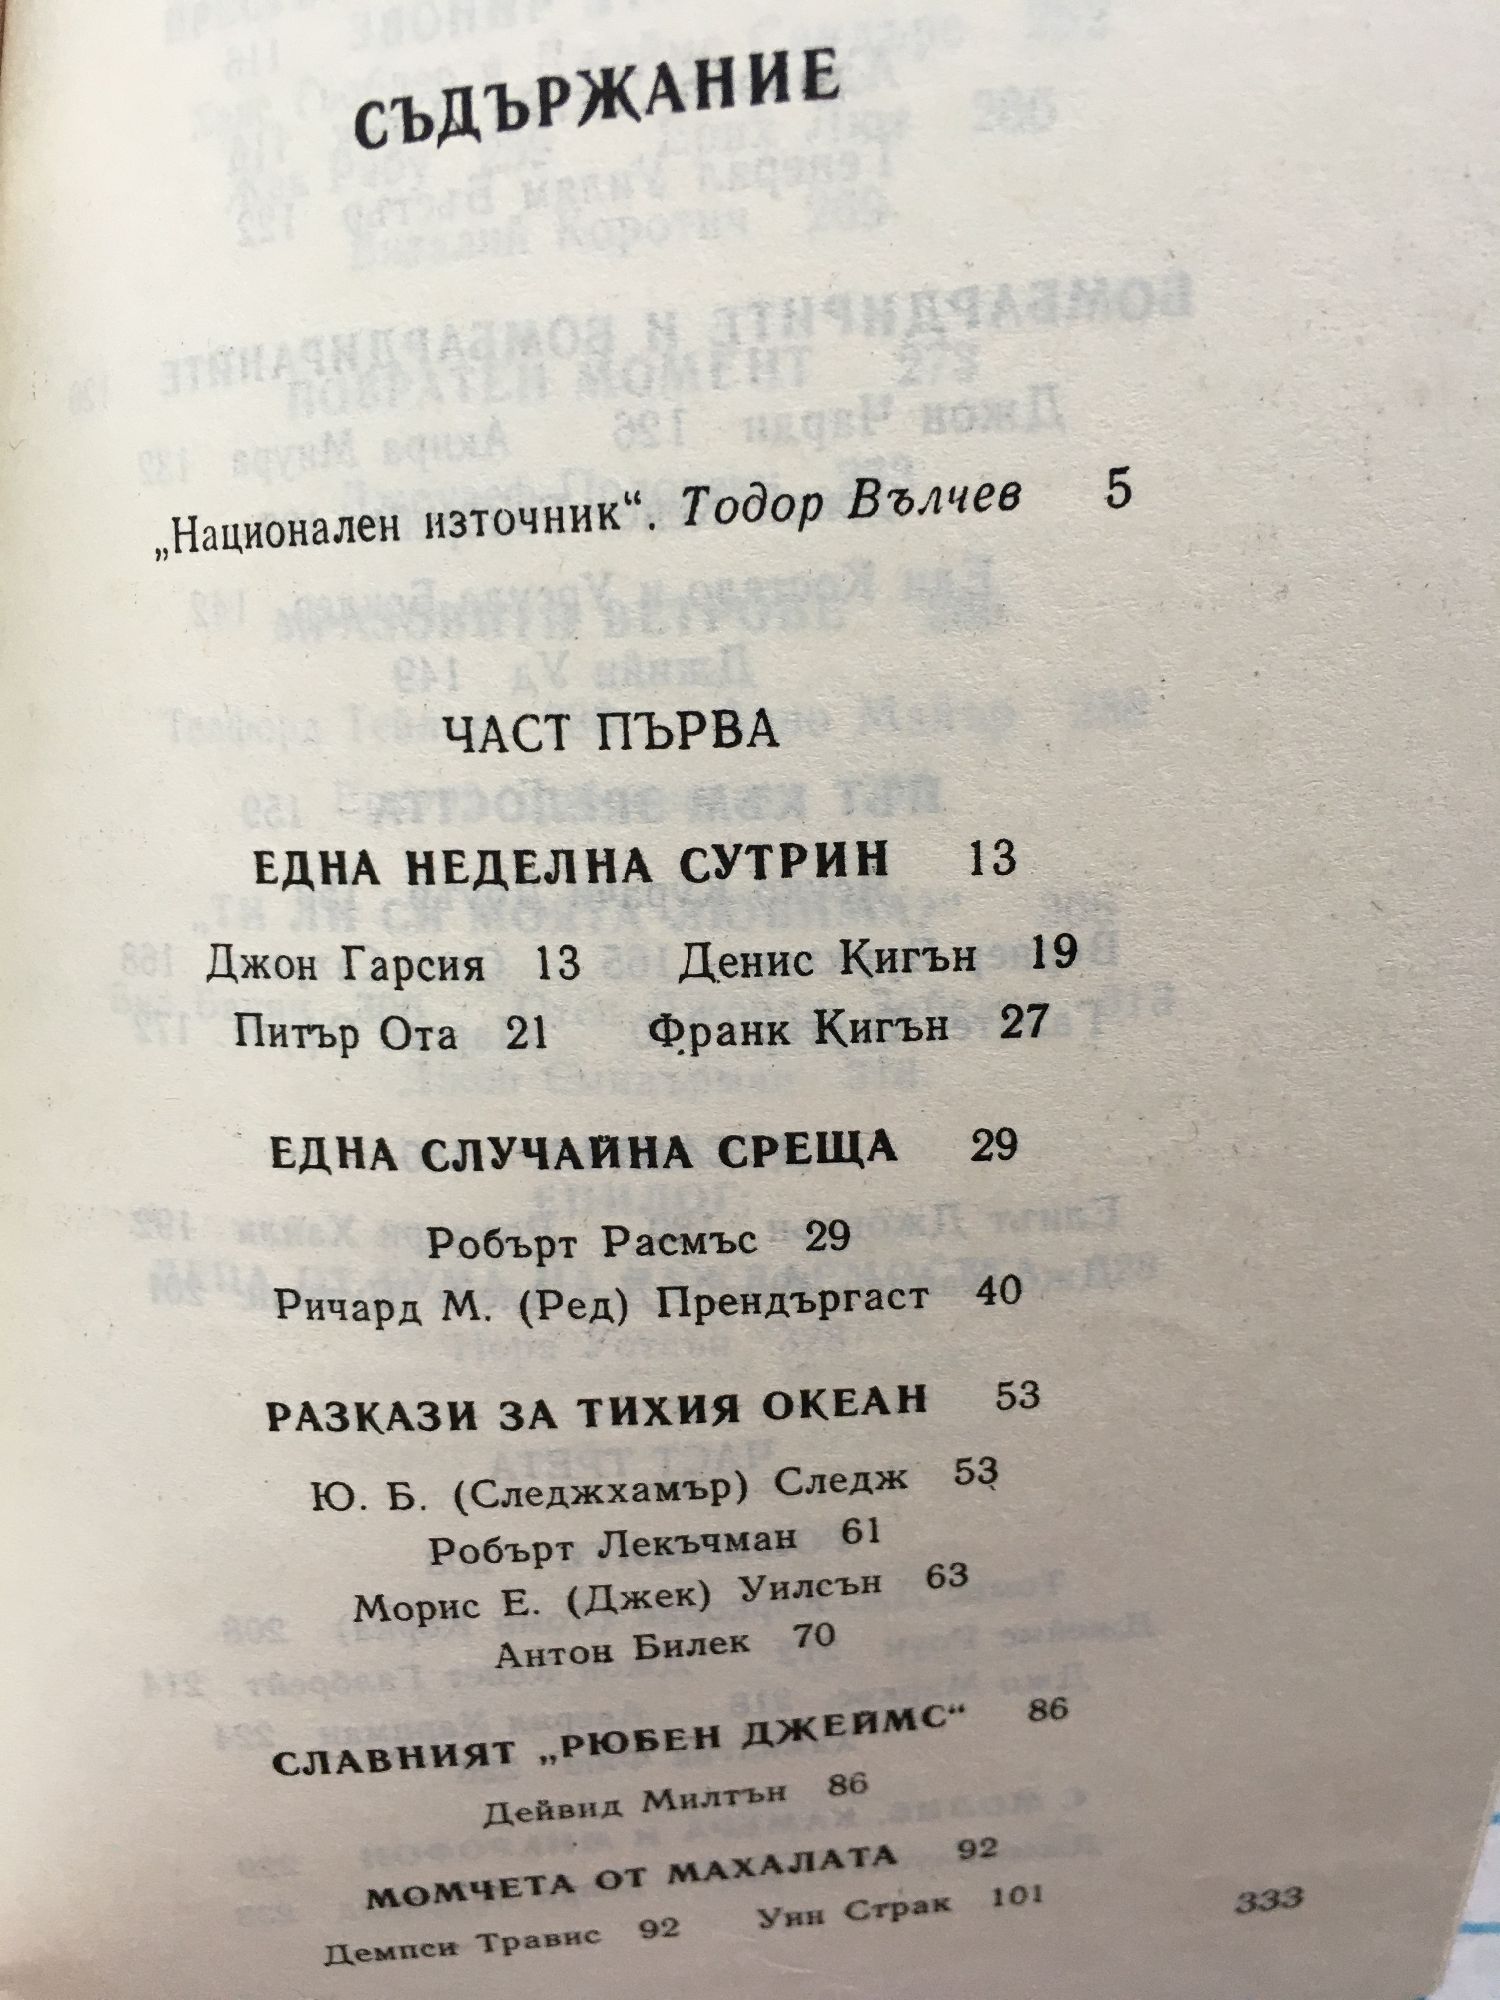 СЪДЪРЖАНИЕ
„Национален източник“. Тодор Вълчев 5
ЧАСТ ПЪРВА
ЕДНА НЕДЕЛНА СУТРИН 13
Джон Гарсия 13 Денис Кигън 19
Питър Ота 21 Франк Кигън 27
ЕДНА СЛУЧАЙНА СРЕЩА 29
Робърт Расмъс 29
Ричард М. (Ред) Прендъргаст 40
РАЗКАЗИ ЗА ТИХИЯ ОКЕАН 53
Ю. Б. (Следжхамър) Следж 53
Робърт Лекъчман 61
Морис Е. (Джек) Уилсън 63
Антон Билек 70
СЛАВНИЯТ „РЮБЕН ДЖЕЙМС“ 86
Дейвид Милтън 86
МОМЧЕТА ОТ МАХАЛАТА 92
Демпси Травис 92 Уин Страк 101
333